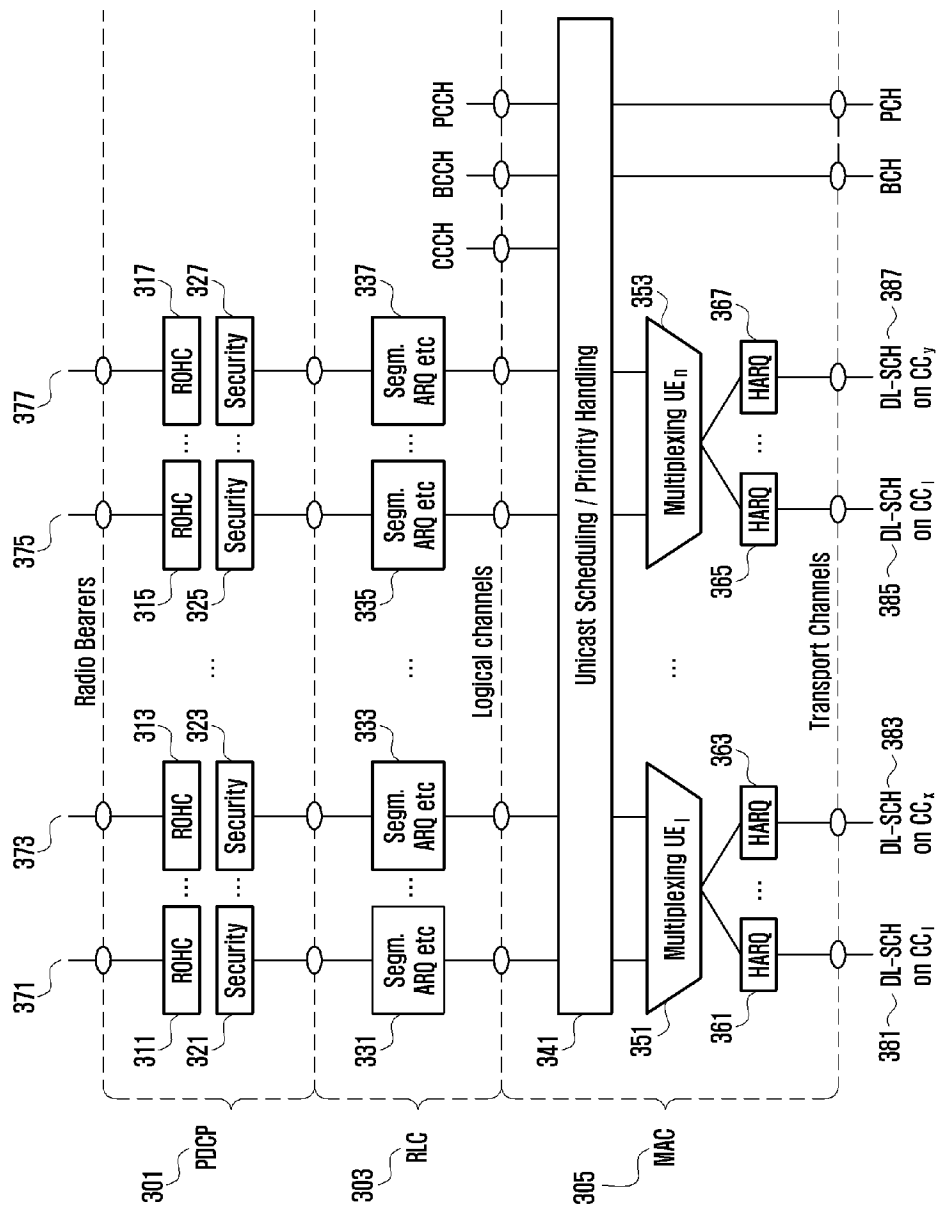 371
373
375
377
Radio Bearers
301
PDCP
311
ROHC
...
ROHC
313
...
315
ROHC
...
ROHC
317
321
Security
...
Security
323
325
Security
...
Security
327
303
RLC
331
Segm.
ARQ etc
...
Segm.
ARQ etc
333
...
335
Segm.
ARQ etc
...
Segm.
ARQ etc
337
CCCH
BCCH
PCCH
Logical channels
305
MAC
341
Unicast Scheduling / Priority Handling
351
Multiplexing UE₁
...
Multiplexing UEₙ
353
361
HARQ
...
HARQ
363
365
HARQ
...
HARQ
367
Transport Channels
381
DL-SCH
on CC₁
DL-SCH
on CCₓ
383
385
DL-SCH
on CC₁
DL-SCH
on CCy
387
BCH
PCH